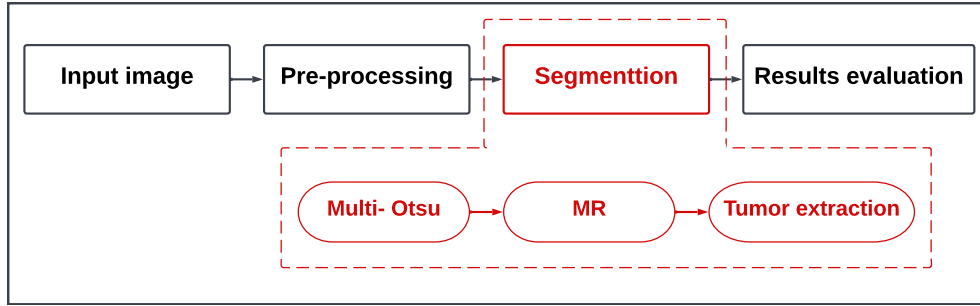 Input image
Pre-processing
Segmenttion
Results evaluation
Multi- Otsu
MR
Tumor extraction